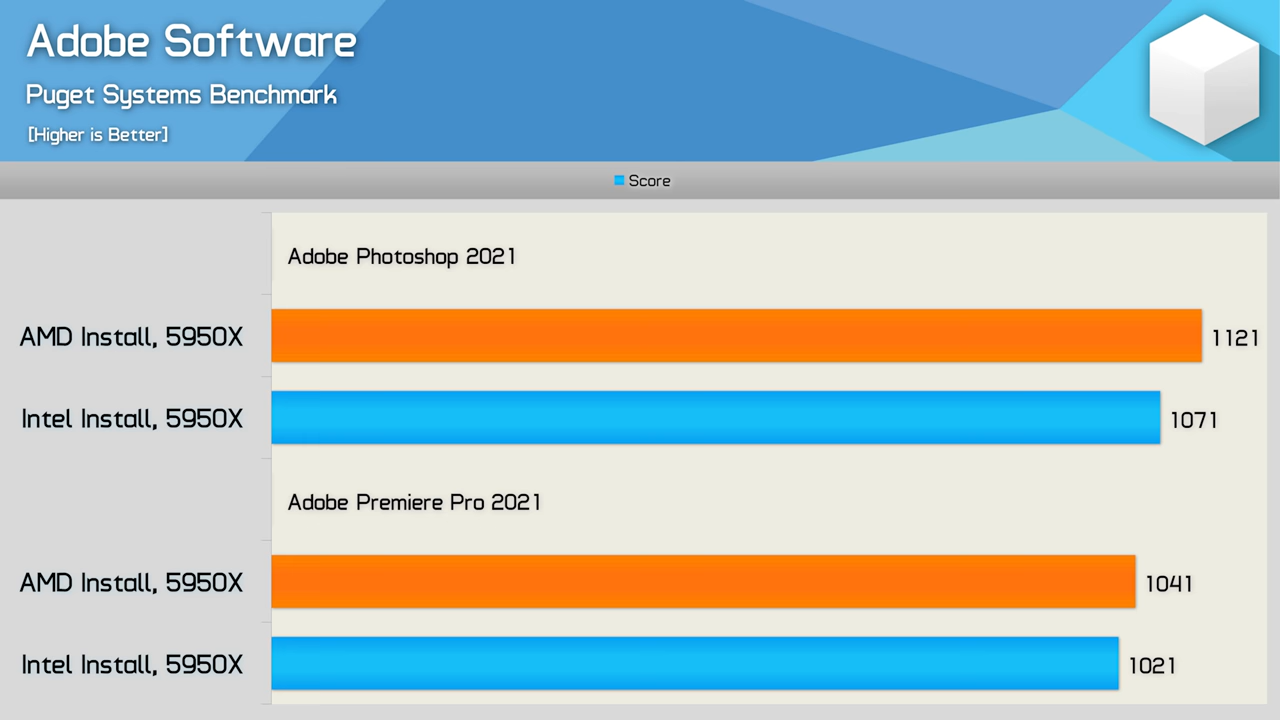 Adobe Software
Puget Systems Benchmark
[Higher is Better]
Score
Adobe Photoshop 2021
AMD Install, 5950X 1121
Intel Install, 5950X 1071
Adobe Premiere Pro 2021
AMD Install, 5950X 1041
Intel Install, 5950X 1021